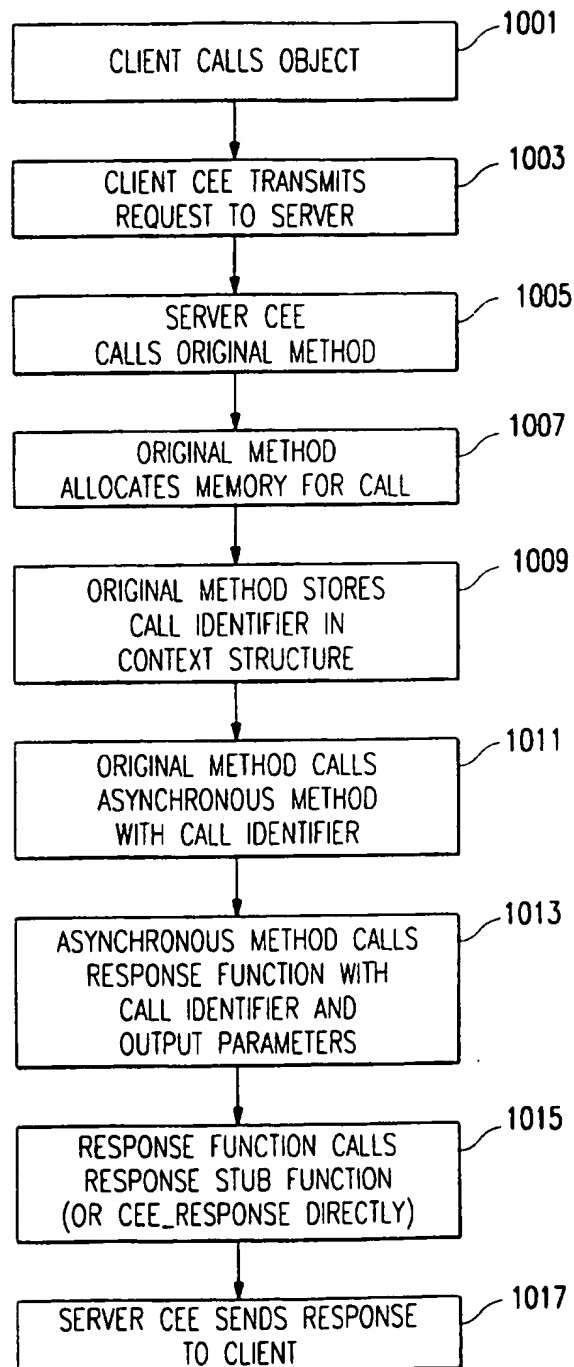 1001
CLIENT CALLS OBJECT
1003
CLIENT CEE TRANSMITS
REQUEST TO SERVER
1005
SERVER CEE
CALLS ORIGINAL METHOD
1007
ORIGINAL METHOD
ALLOCATES MEMORY FOR CALL
1009
ORIGINAL METHOD STORES
CALL IDENTIFIER IN
CONTEXT STRUCTURE
1011
ORIGINAL METHOD CALLS
ASYNCHRONOUS METHOD
WITH CALL IDENTIFIER
1013
ASYNCHRONOUS METHOD CALLS
RESPONSE FUNCTION WITH
CALL IDENTIFIER AND
OUTPUT PARAMETERS
1015
RESPONSE FUNCTION CALLS
RESPONSE STUB FUNCTION
(OR CEE_RESPONSE DIRECTLY)
1017
SERVER CEE SENDS RESPONSE
TO CLIENT